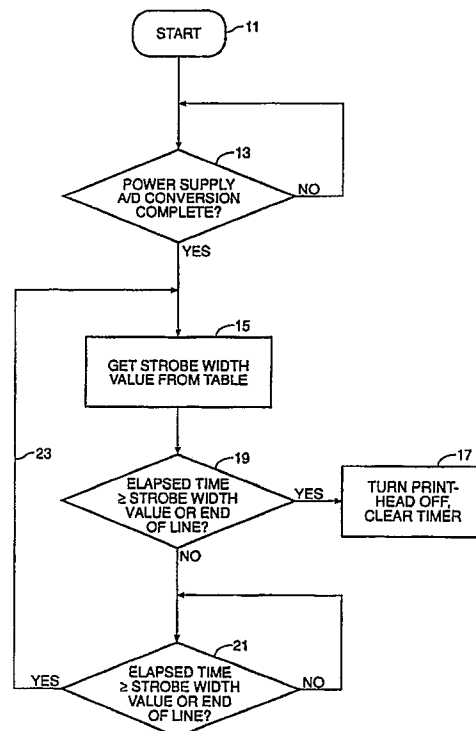 START
11
13
POWER SUPPLY
A/D CONVERSION
COMPLETE?
NO
YES
15
GET STROBE WIDTH
VALUE FROM TABLE
23
19
ELAPSED TIME
≥ STROBE WIDTH
VALUE OR END
OF LINE?
YES
17
TURN PRINT-
HEAD OFF,
CLEAR TIMER
NO
21
YES
ELAPSED TIME
≥ STROBE WIDTH
VALUE OR END
OF LINE?
NO